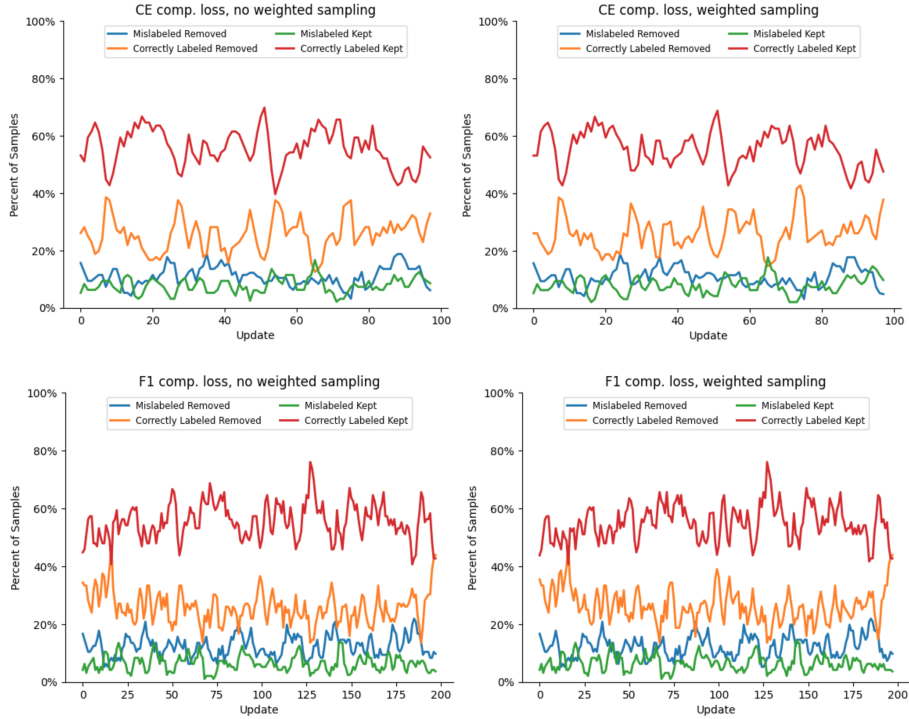 CE comp. loss, no weighted sampling
100%
Mislabeled Removed Mislabeled Kept
Correctly Labeled Removed Correctly Labeled Kept
80%
60%
40%
20%
0%
Percent of Samples
0 20 40 60 80 100
Update
CE comp. loss, weighted sampling
100%
Mislabeled Removed Mislabeled Kept
Correctly Labeled Removed Correctly Labeled Kept
80%
60%
40%
20%
0%
Percent of Samples
0 20 40 60 80 100
Update
F1 comp. loss, no weighted sampling
100%
Mislabeled Removed Mislabeled Kept
Correctly Labeled Removed Correctly Labeled Kept
80%
60%
40%
20%
0%
Percent of Samples
0 25 50 75 100 125 150 175 200
Update
F1 comp. loss, weighted sampling
100%
Mislabeled Removed Mislabeled Kept
Correctly Labeled Removed Correctly Labeled Kept
80%
60%
40%
20%
0%
Percent of Samples
0 25 50 75 100 125 150 175 200
Update